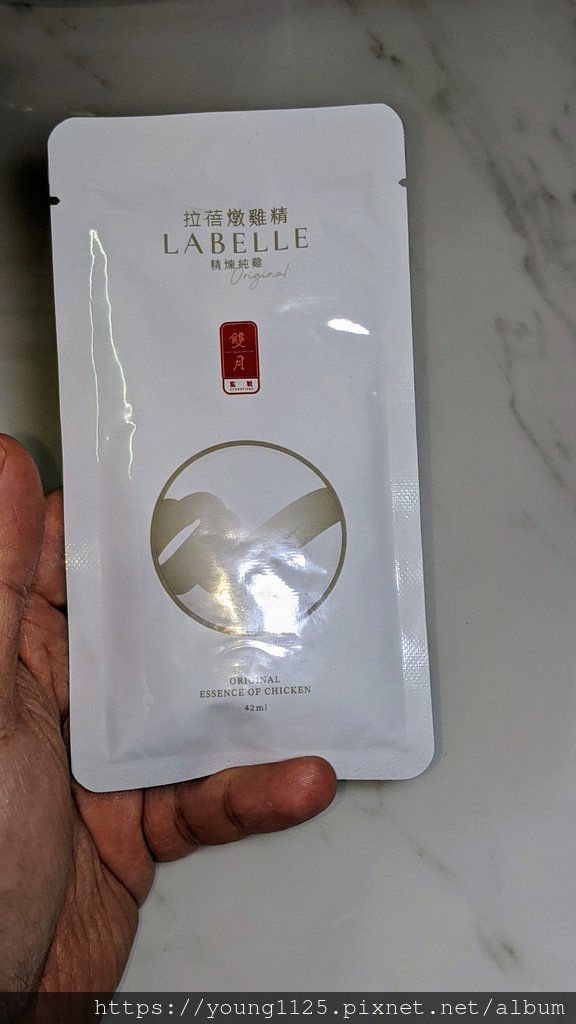 拉蓓燉雞精
LABELLE
精煉純雞
Original
雙
月
監製
ORIGINAL
ESSENCE OF CHICKEN
42ml
https://young1125.pixnet.net/album